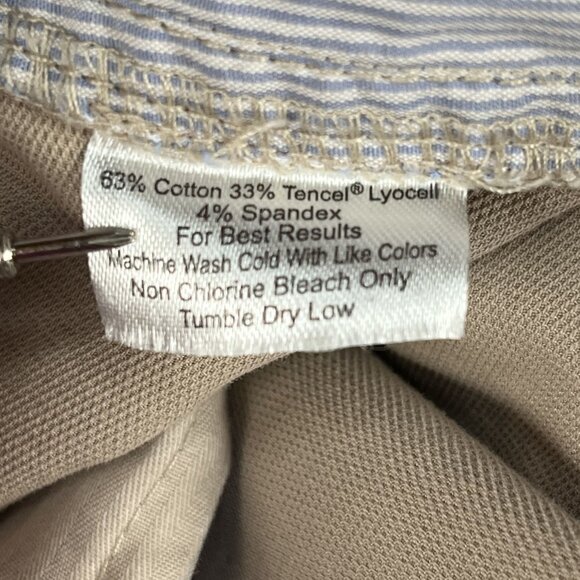 63% Cotton 33% Tencel® Lyocell
4% Spandex
For Best Results
Machine Wash Cold With Like Colors
Non Chlorine Bleach Only
Tumble Dry Low